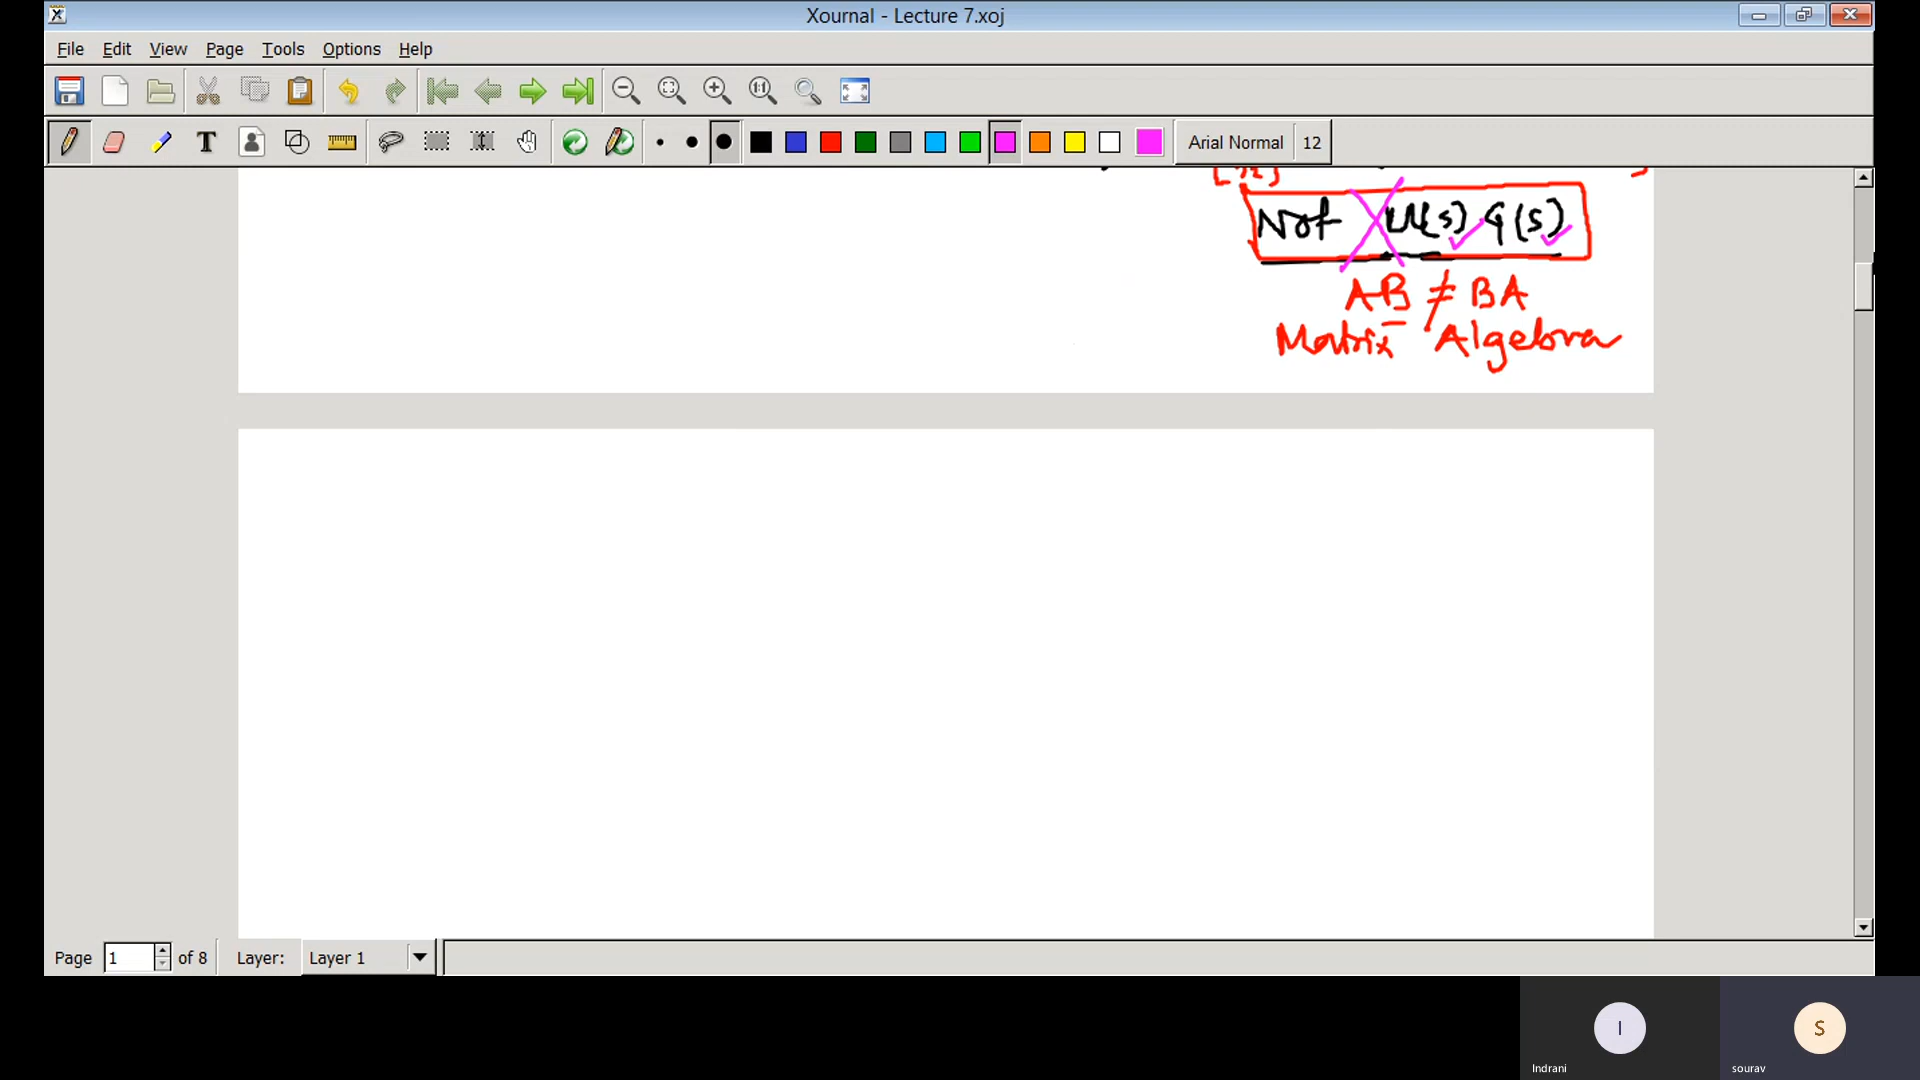 Xournal - Lecture 7.xoj
File Edit View Page Tools Options Help
Arial Normal 12
Not U(s) G(s)
AB ≠ BA
Matrix Algebra
Page 1 of 8 Layer: Layer 1
I
Indrani
S
sourav